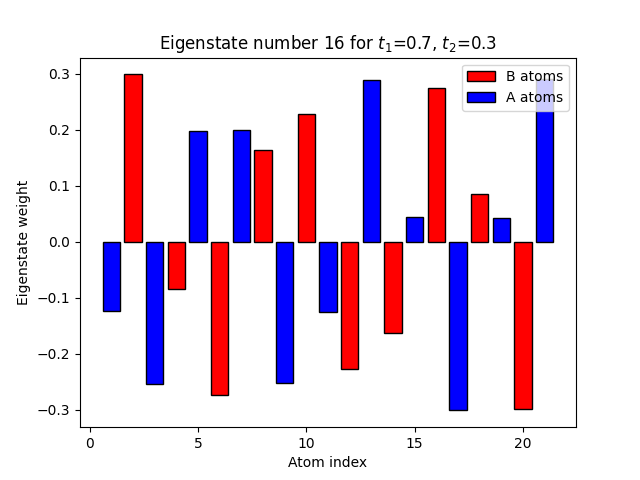 Eigenstate number 16 for t₁=0.7, t₂=0.3
B atoms
A atoms
Eigenstate weight
0.3
0.2
0.1
0.0
−0.1
−0.2
−0.3
0
5
10
15
20
Atom index